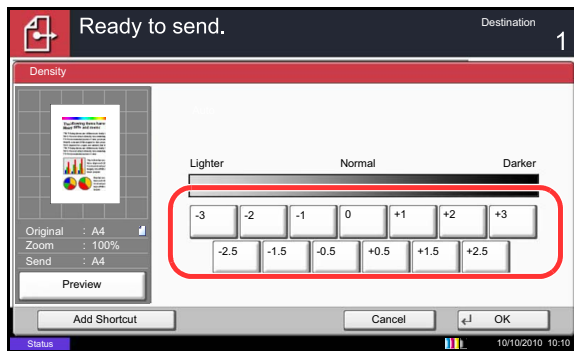 Ready to send.
Destination
1
Density
Lighter Normal Darker
-3 -2 -1 0 +1 +2 +3
-2.5 -1.5 -0.5 +0.5 +1.5 +2.5
Original : A4
Zoom : 100%
Send : A4
Preview
Add Shortcut
Cancel
OK
Status
10/10/2010 10:10